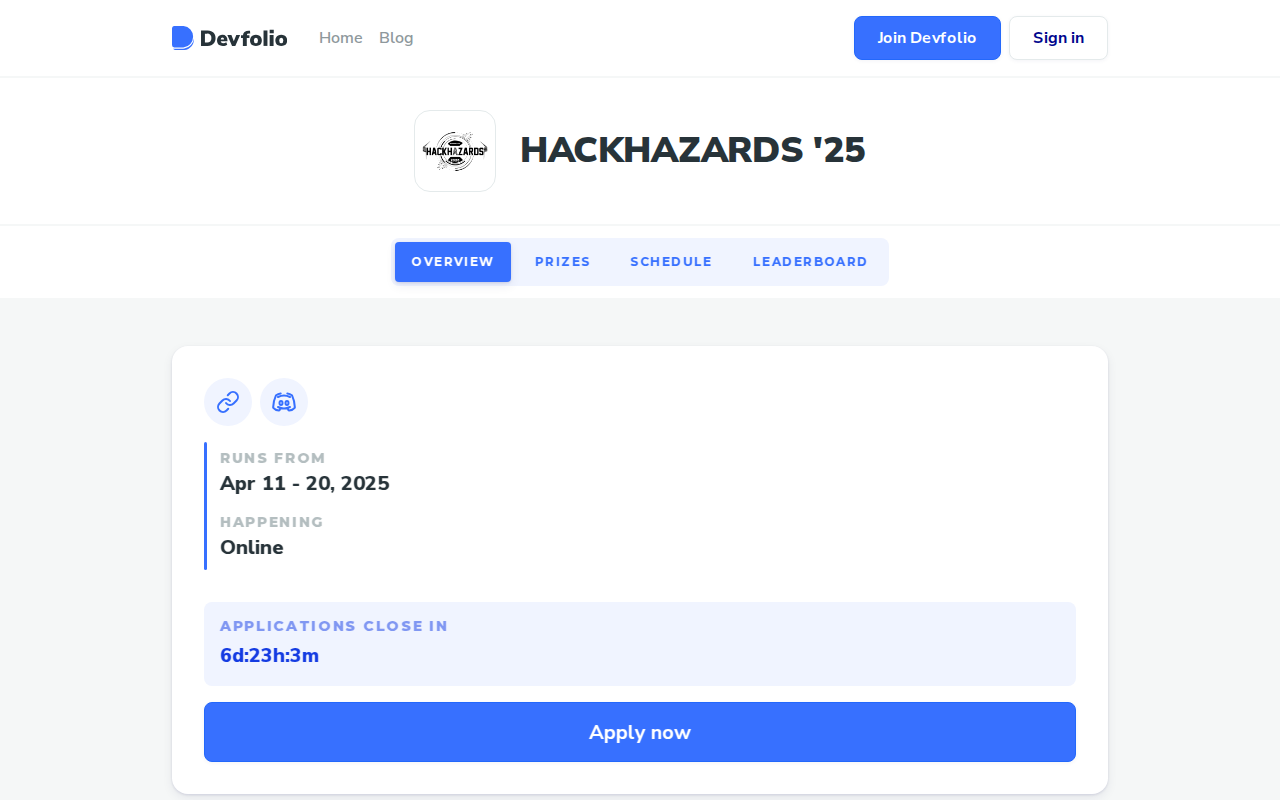 Devfolio
Home
Blog
Join Devfolio
Sign in
HACKHAZARDS
HACKHAZARDS '25
OVERVIEW
PRIZES
SCHEDULE
LEADERBOARD
RUNS FROM
Apr 11 - 20, 2025
HAPPENING
Online
APPLICATIONS CLOSE IN
6d:23h:3m
Apply now